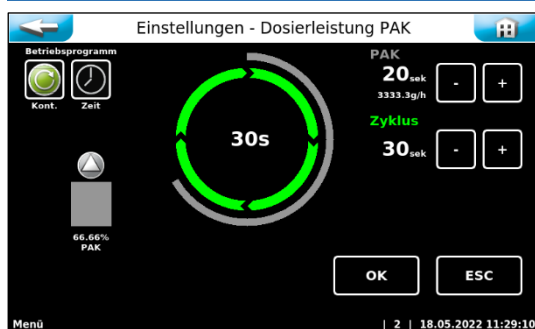 Einstellungen - Dosierleistung PAK
Betriebsprogramm
Kont. Zeit
30s
PAK
20sek
3333.3g/h
- +
Zyklus
30sek
- +
66.66%
PAK
OK ESC
Menü | 2 | 18.05.2022 11:29:10